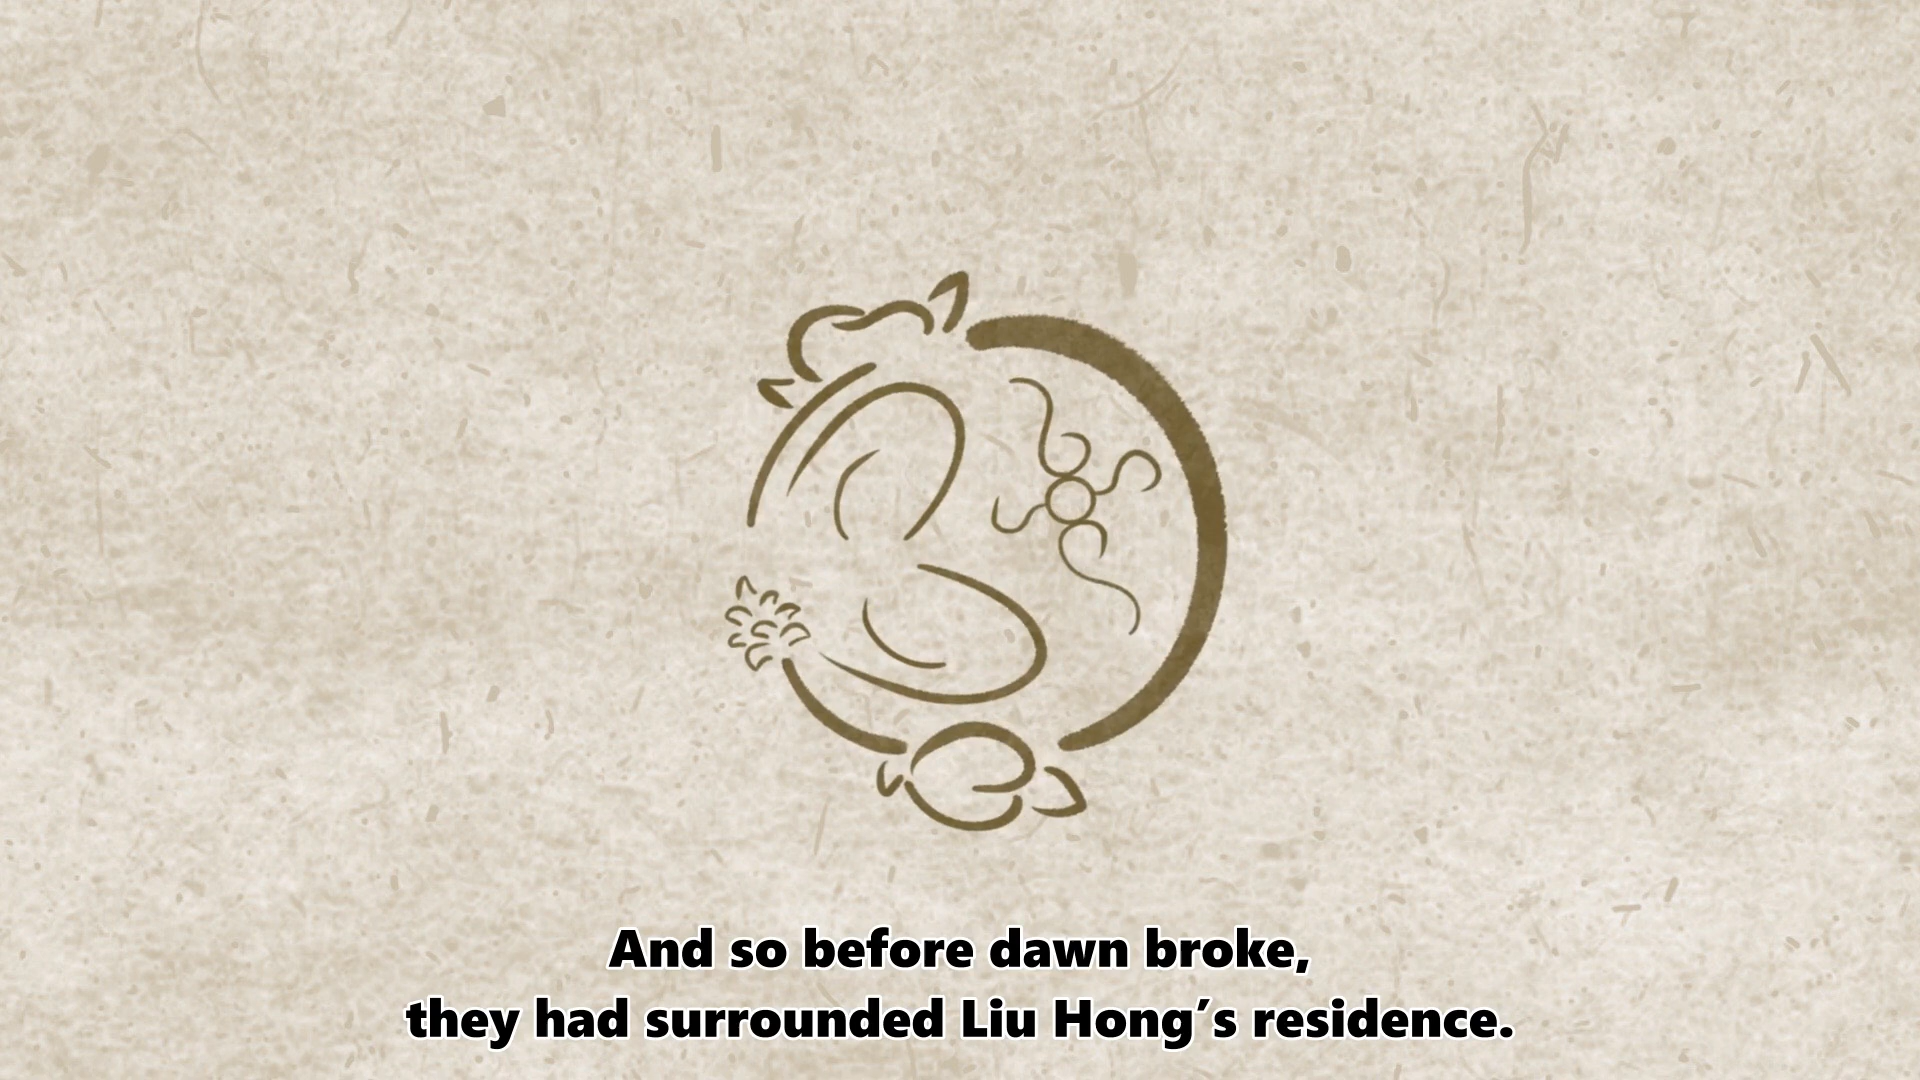 And so before dawn broke,
they had surrounded Liu Hong’s residence.